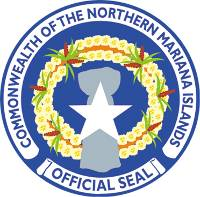 COMMONWEALTH OF THE NORTHERN MARIANA ISLANDS
OFFICIAL SEAL